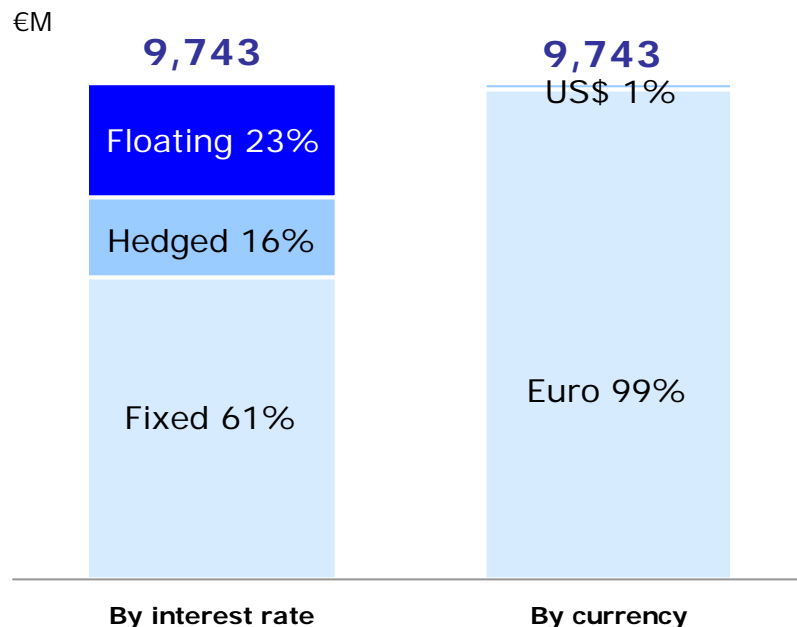 €M
9,743
9,743
US$ 1%
Floating 23%
Hedged 16%
Euro 99%
Fixed 61%
By interest rate
By currency